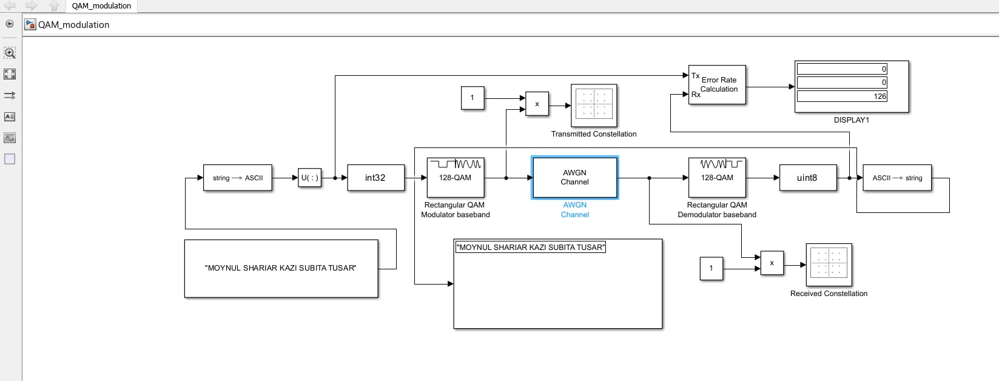 QAM_modulation
QAM_modulation
0
0
126
DISPLAY1
Tx
Error Rate
Calculation
Rx
1
x
Transmitted Constellation
string → ASCII
U( : )
int32
128-QAM
Rectangular QAM
Modulator baseband
AWGN
Channel
AWGN
Channel
128-QAM
Rectangular QAM
Demodulator baseband
uint8
ASCII → string
"MOYNUL SHARIAR KAZI SUBITA TUSAR"
"MOYNUL SHARIAR KAZI SUBITA TUSAR"
1
x
Received Constellation